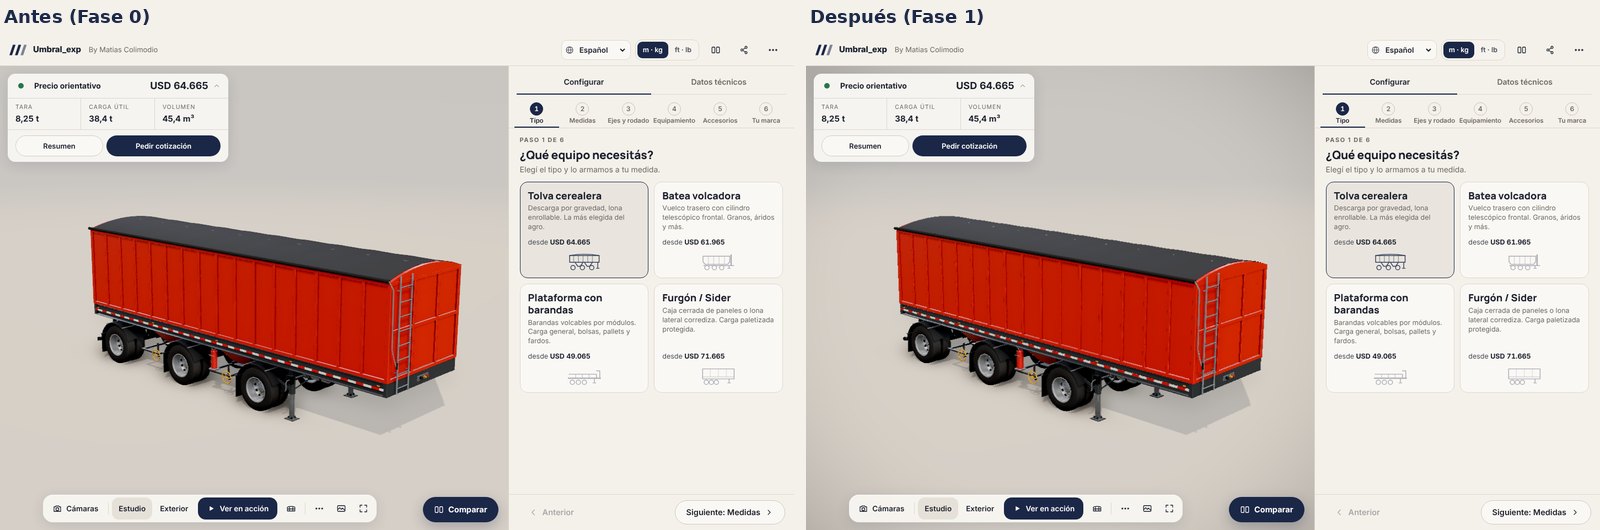 Antes (Fase 0)
Umbral_exp By Matias Colimodio
Español
m · kg ft · lb
Precio orientativo USD 64.665
TARA CARGA ÚTIL VOLUMEN
8,25 t 38,4 t 45,4 m³
Resumen Pedir cotización
Configurar Datos técnicos
1 2 3 4 5 6
Tipo Medidas Ejes y rodado Equipamiento Accesorios Tu marca
PASO 1 DE 6
¿Qué equipo necesitás?
Elegí el tipo y lo armamos a tu medida.
Tolva cerealera
Descarga por gravedad, lona
enrollable. La más elegida del
agro.
desde USD 64.665
Batea volcadora
Vuelco trasero con cilindro
telescópico frontal. Granos, áridos
y más.
desde USD 61.965
Plataforma con
barandas
Barandas volcables por módulos.
Carga general, bolsas, pallets y
fardos.
desde USD 49.065
Furgón / Sider
Caja cerrada de paneles o lona
lateral corrediza. Carga paletizada
protegida.
desde USD 71.665
Cámaras Estudio Exterior Ver en acción
Comparar
Anterior Siguiente: Medidas
Después (Fase 1)
Umbral_exp By Matias Colimodio
Español
m · kg ft · lb
Precio orientativo USD 64.665
TARA CARGA ÚTIL VOLUMEN
8,25 t 38,4 t 45,4 m³
Resumen Pedir cotización
Configurar Datos técnicos
1 2 3 4 5 6
Tipo Medidas Ejes y rodado Equipamiento Accesorios Tu marca
PASO 1 DE 6
¿Qué equipo necesitás?
Elegí el tipo y lo armamos a tu medida.
Tolva cerealera
Descarga por gravedad, lona
enrollable. La más elegida del
agro.
desde USD 64.665
Batea volcadora
Vuelco trasero con cilindro
telescópico frontal. Granos, áridos
y más.
desde USD 61.965
Plataforma con
barandas
Barandas volcables por módulos.
Carga general, bolsas, pallets y
fardos.
desde USD 49.065
Furgón / Sider
Caja cerrada de paneles o lona
lateral corrediza. Carga paletizada
protegida.
desde USD 71.665
Cámaras Estudio Exterior Ver en acción
Comparar
Anterior Siguiente: Medidas